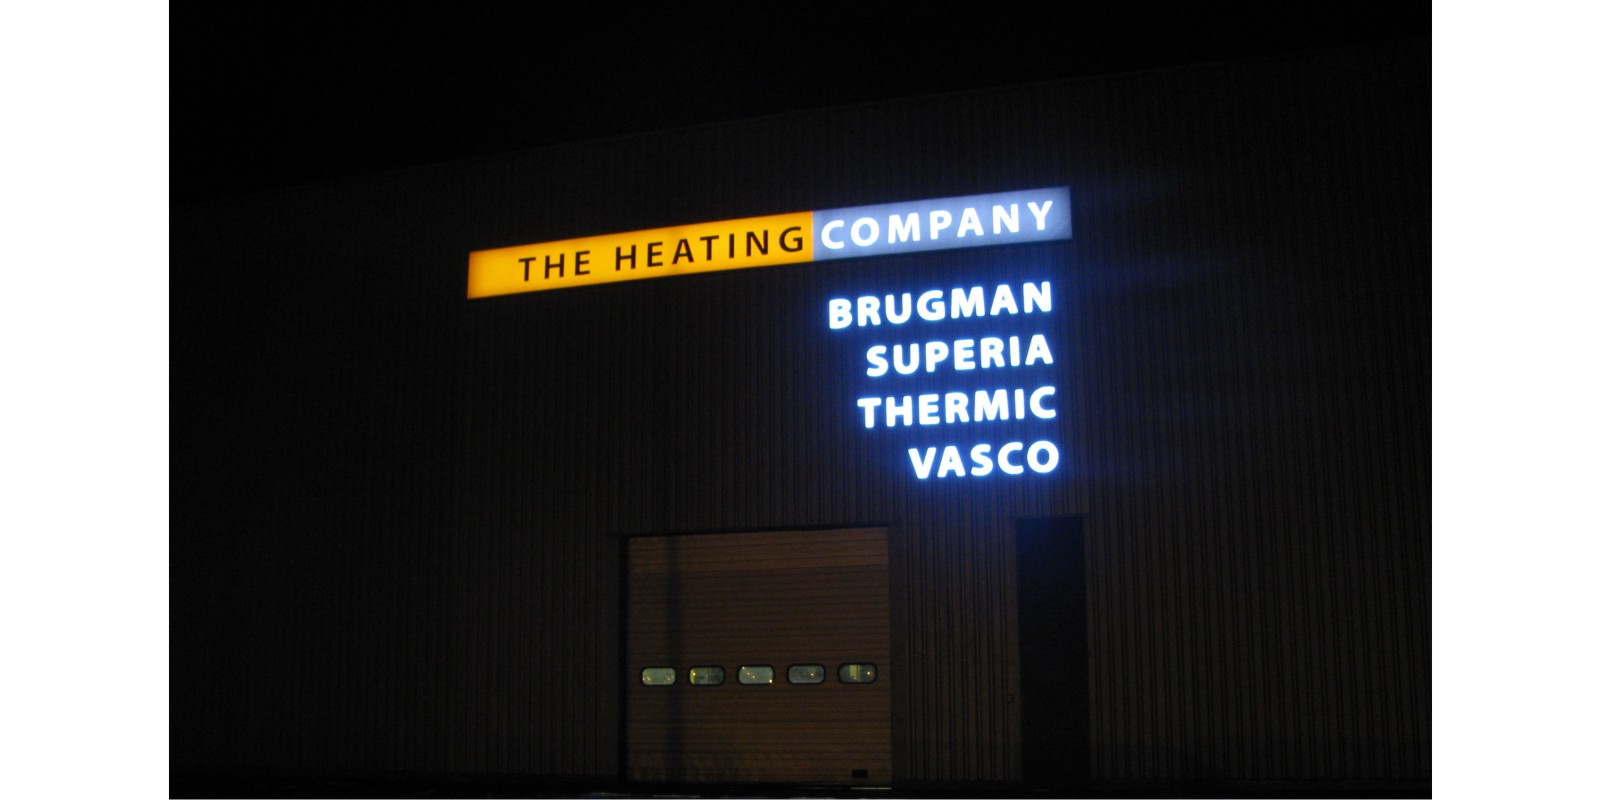 THE HEATING COMPANY
BRUGMAN
SUPERIA
THERMIC
VASCO